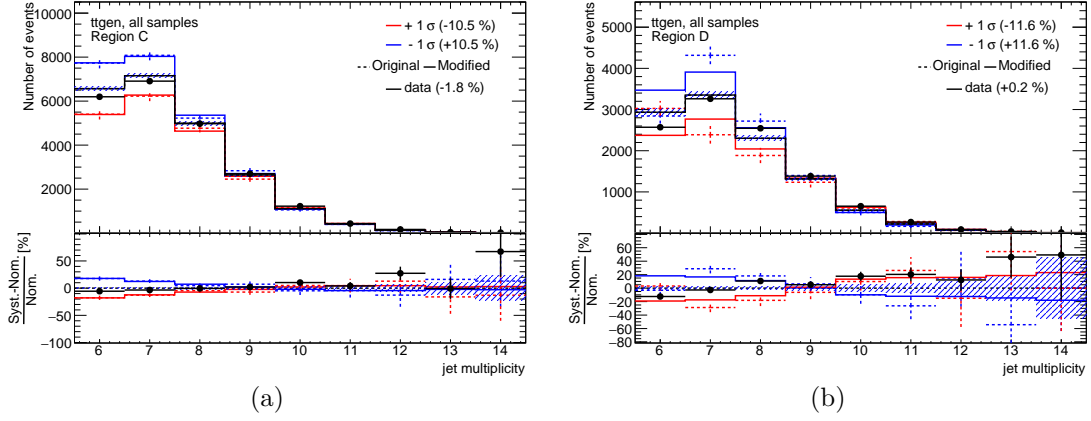 ttgen, all samples
Region C
+ 1 σ (-10.5 %)
- 1 σ (+10.5 %)
Original Modified
data (-1.8 %)
Number of events
10000
8000
6000
4000
2000
Syst.-Nom. [%]
Nom.
50
0
−50
−100
6 7 8 9 10 11 12 13 14
jet multiplicity
(a)
ttgen, all samples
Region D
+ 1 σ (-11.6 %)
- 1 σ (+11.6 %)
Original Modified
data (+0.2 %)
Number of events
5000
4000
3000
2000
1000
Syst.-Nom. [%]
Nom.
80
60
40
20
0
−20
−40
−60
−80
6 7 8 9 10 11 12 13 14
jet multiplicity
(b)